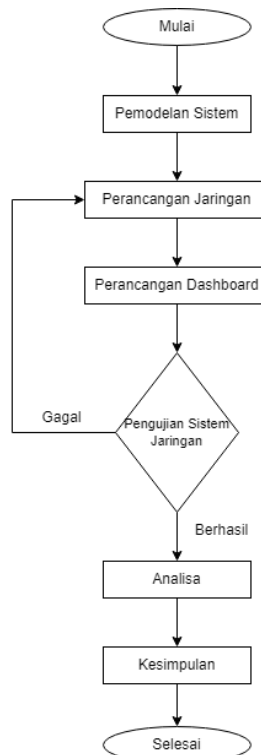 Mulai
Pemodelan Sistem
Perancangan Jaringan
Perancangan Dashboard
Pengujian Sistem
Jaringan
Gagal
Berhasil
Analisa
Kesimpulan
Selesai